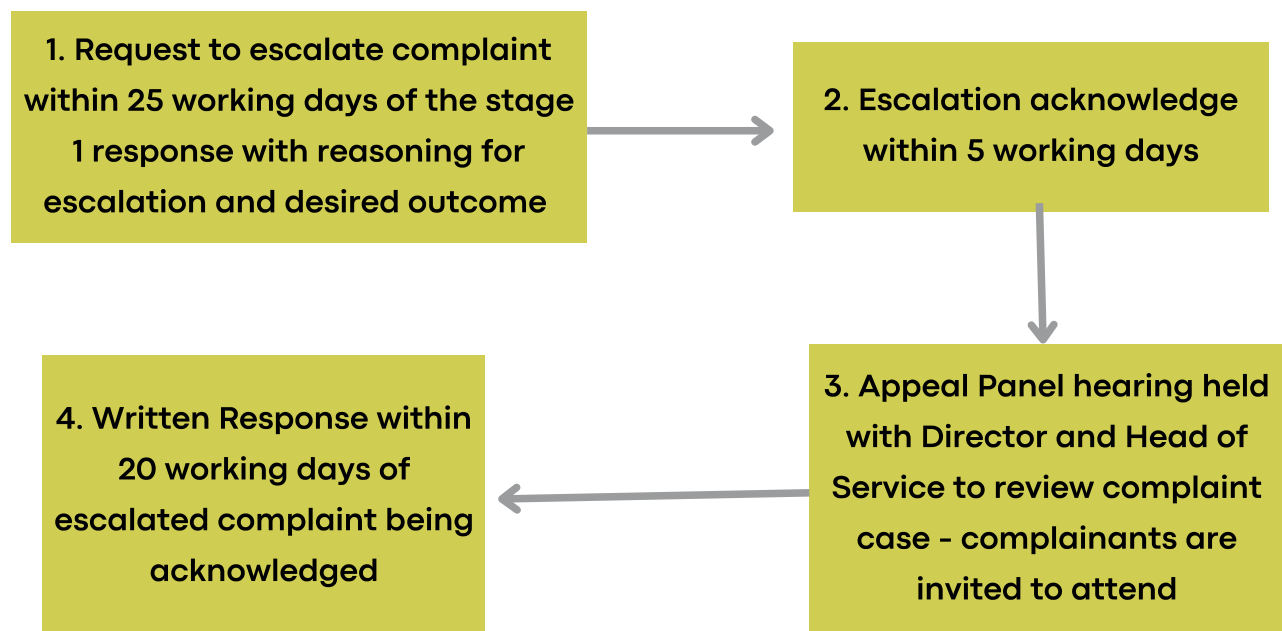 1. Request to escalate complaint
within 25 working days of the stage
1 response with reasoning for
escalation and desired outcome
2. Escalation acknowledge
within 5 working days
3. Appeal Panel hearing held
with Director and Head of
Service to review complaint
case - complainants are
invited to attend
4. Written Response within
20 working days of
escalated complaint being
acknowledged